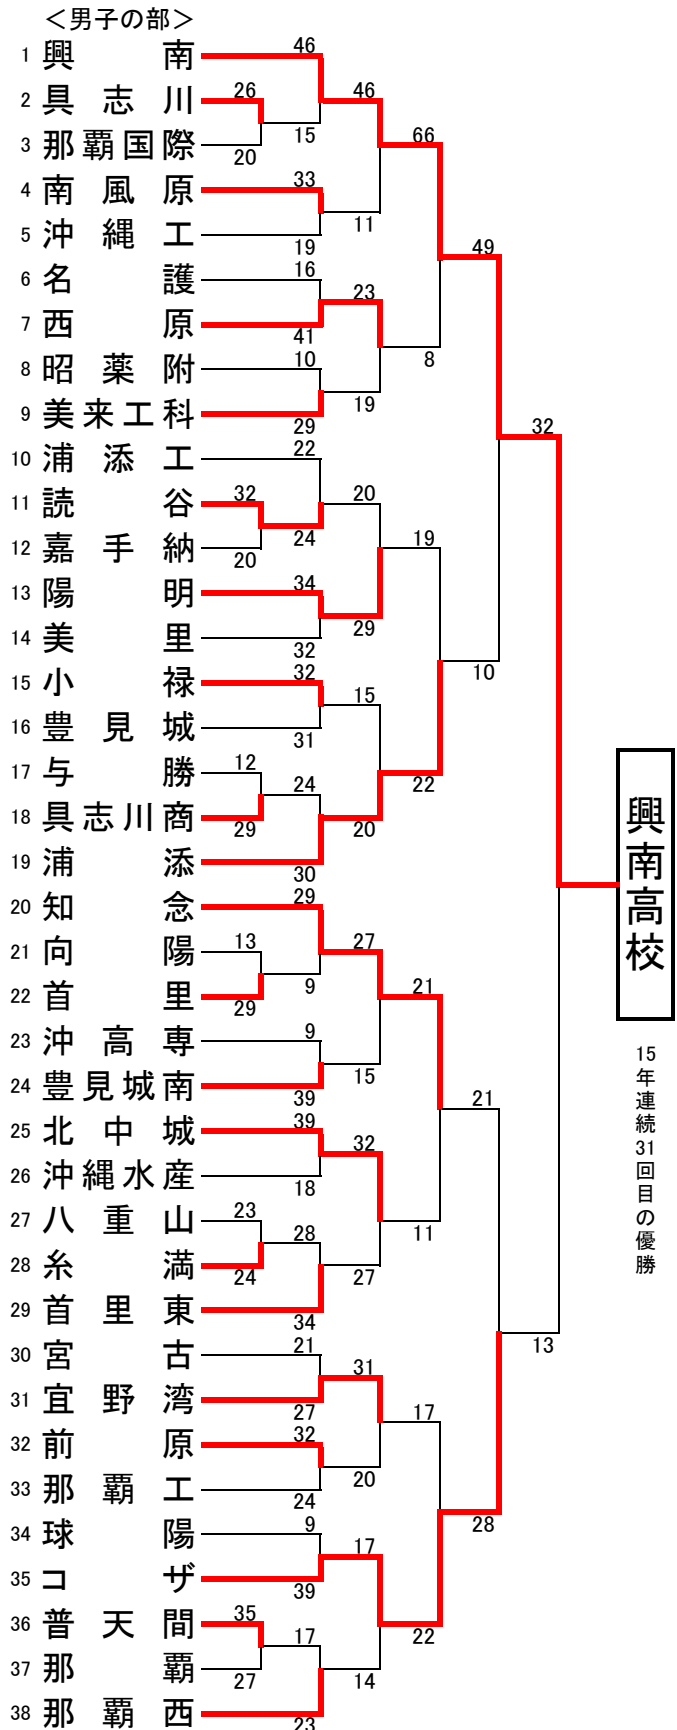 ＜男子の部＞
1 興南 46
2 具志川 26 46
15 66
3 那覇国際 20
4 南風原 33
11
5 沖縄工 19 49
6 名護 16
23
7 西原 41
8
8 昭薬附 10
19
9 美来工科 29 32
10 浦添工 22
11 読谷 32 20
24
12 嘉手納 20 19
13 陽明 34
29
14 美里 32
15 小禄 32 10
15
16 豊見城 31
17 与勝 12
24 22
18 具志川商 29 20
19 浦添 30
興南高校
20 知念 29
21 向陽 13 27
9 21
22 首里 29
23 沖高専 9
15
24 豊見城南 39
15年連続31回目の優勝
25 北中城 39 21
32
26 沖縄水産 18
27 八重山 23
28 11
28 糸満 24 27
29 首里東 34
13
30 宮古 21
31
31 宜野湾 27
17
32 前原 32
20
33 那覇工 24
28
34 球陽 9
17
35 コザ 39
36 普天間 35
17 22
37 那覇 27 14
38 那覇西 23